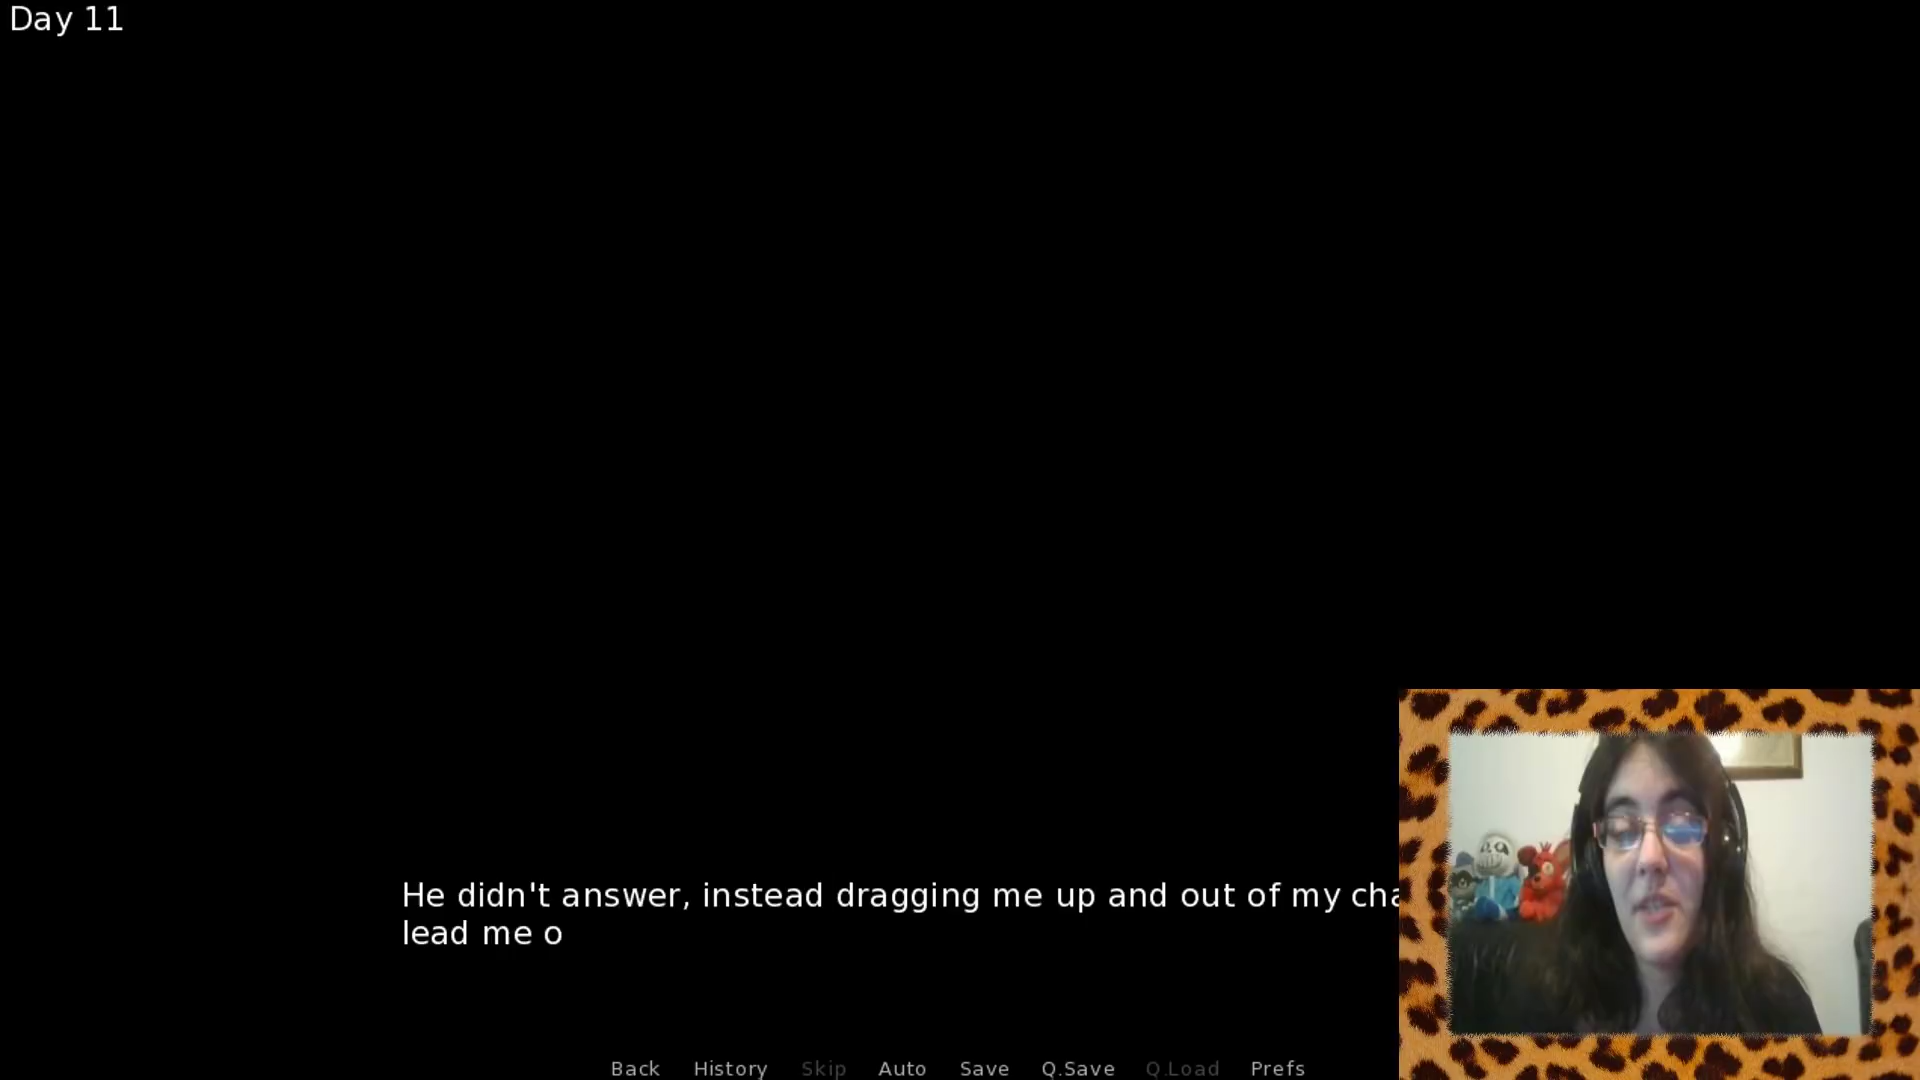 Day 11
He didn't answer, instead dragging me up and out of my cha
lead me o
Back History Skip Auto Save Q.Save Q.Load Prefs